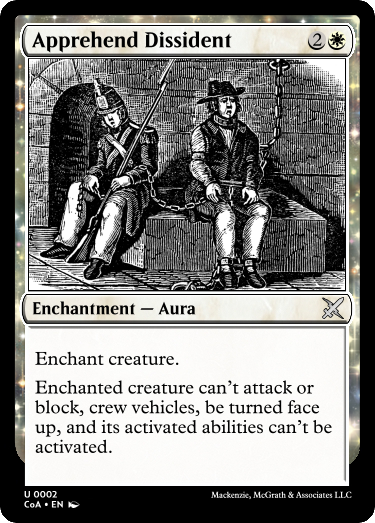 Apprehend Dissident 2
Enchantment — Aura
Enchant creature.
Enchanted creature can't attack or
block, crew vehicles, be turned face
up, and its activated abilities can't be
activated.
U 0002
CoA • EN
Mackenzie, McGrath & Associates LLC